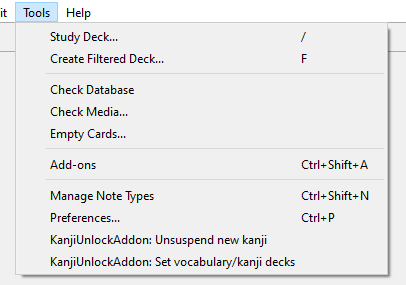 it Tools Help
Study Deck... /
Create Filtered Deck... F
Check Database
Check Media...
Empty Cards...
Add-ons Ctrl+Shift+A
Manage Note Types Ctrl+Shift+N
Preferences... Ctrl+P
KanjiUnlockAddon: Unsuspend new kanji
KanjiUnlockAddon: Set vocabulary/kanji decks